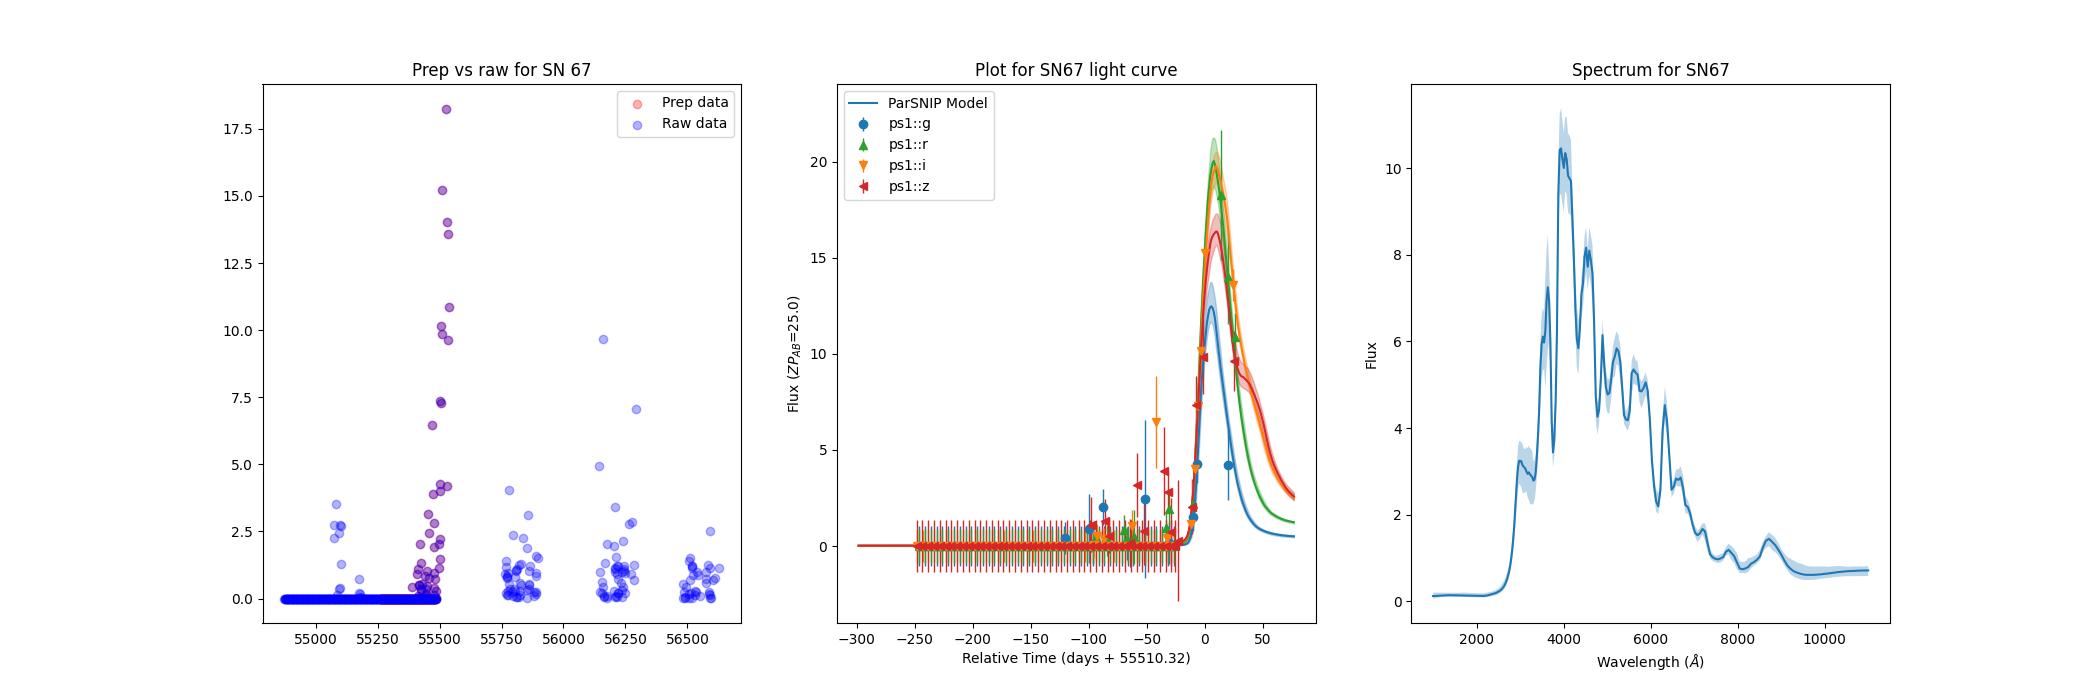 Prep vs raw for SN 67
Prep data
Raw data
17.5
15.0
12.5
10.0
7.5
5.0
2.5
0.0
55000
55250
55500
55750
56000
56250
56500
Plot for SN67 light curve
ParSNIP Model
ps1::g
ps1::r
ps1::i
ps1::z
Flux (ZP_AB=25.0)
20
15
10
5
0
−300
−250
−200
−150
−100
−50
0
50
Relative Time (days + 55510.32)
Spectrum for SN67
Flux
10
8
6
4
2
0
2000
4000
6000
8000
10000
Wavelength (Å)